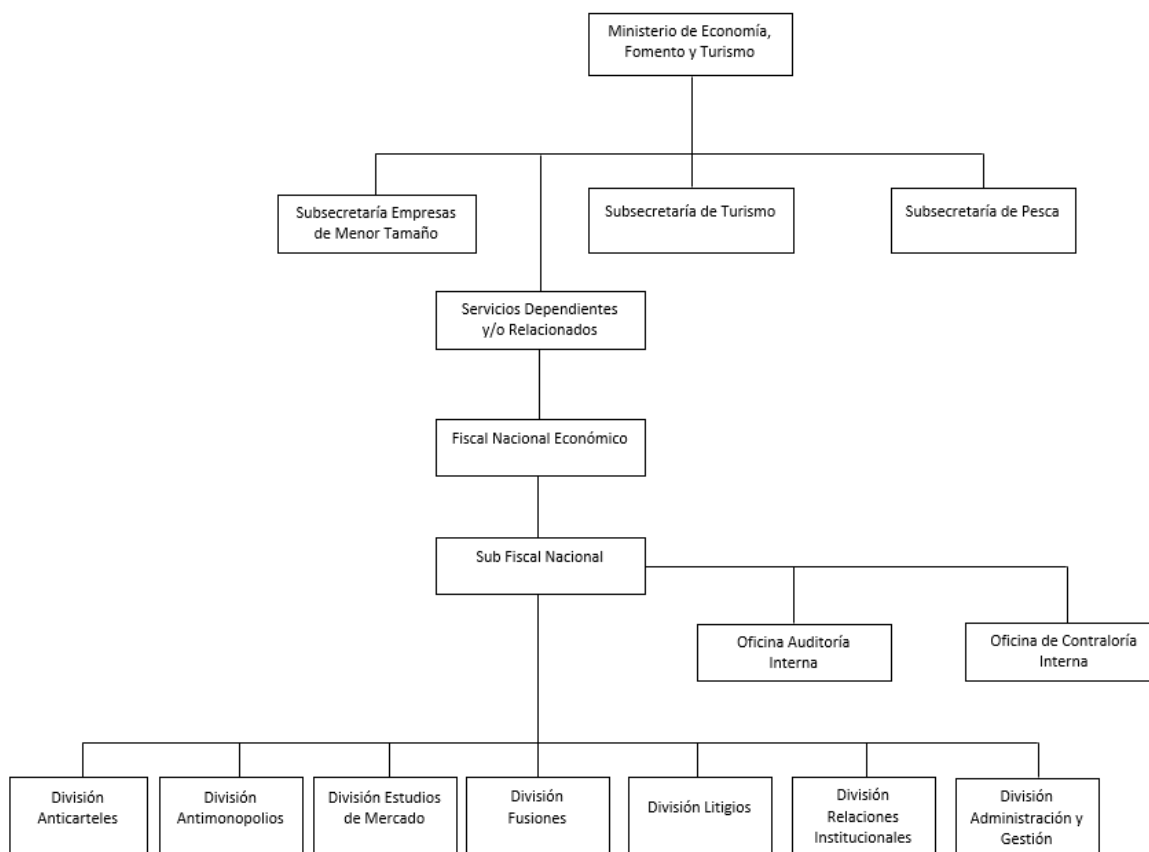 Ministerio de Economía,
Fomento y Turismo
Subsecretaría Empresas
de Menor Tamaño
Subsecretaría de Turismo
Subsecretaría de Pesca
Servicios Dependientes
y/o Relacionados
Fiscal Nacional Económico
Sub Fiscal Nacional
Oficina Auditoría
Interna
Oficina de Contraloría
Interna
División
Anticarteles
División
Antimonopolios
División Estudios
de Mercado
División
Fusiones
División Litigios
División
Relaciones
Institucionales
División
Administración y
Gestión